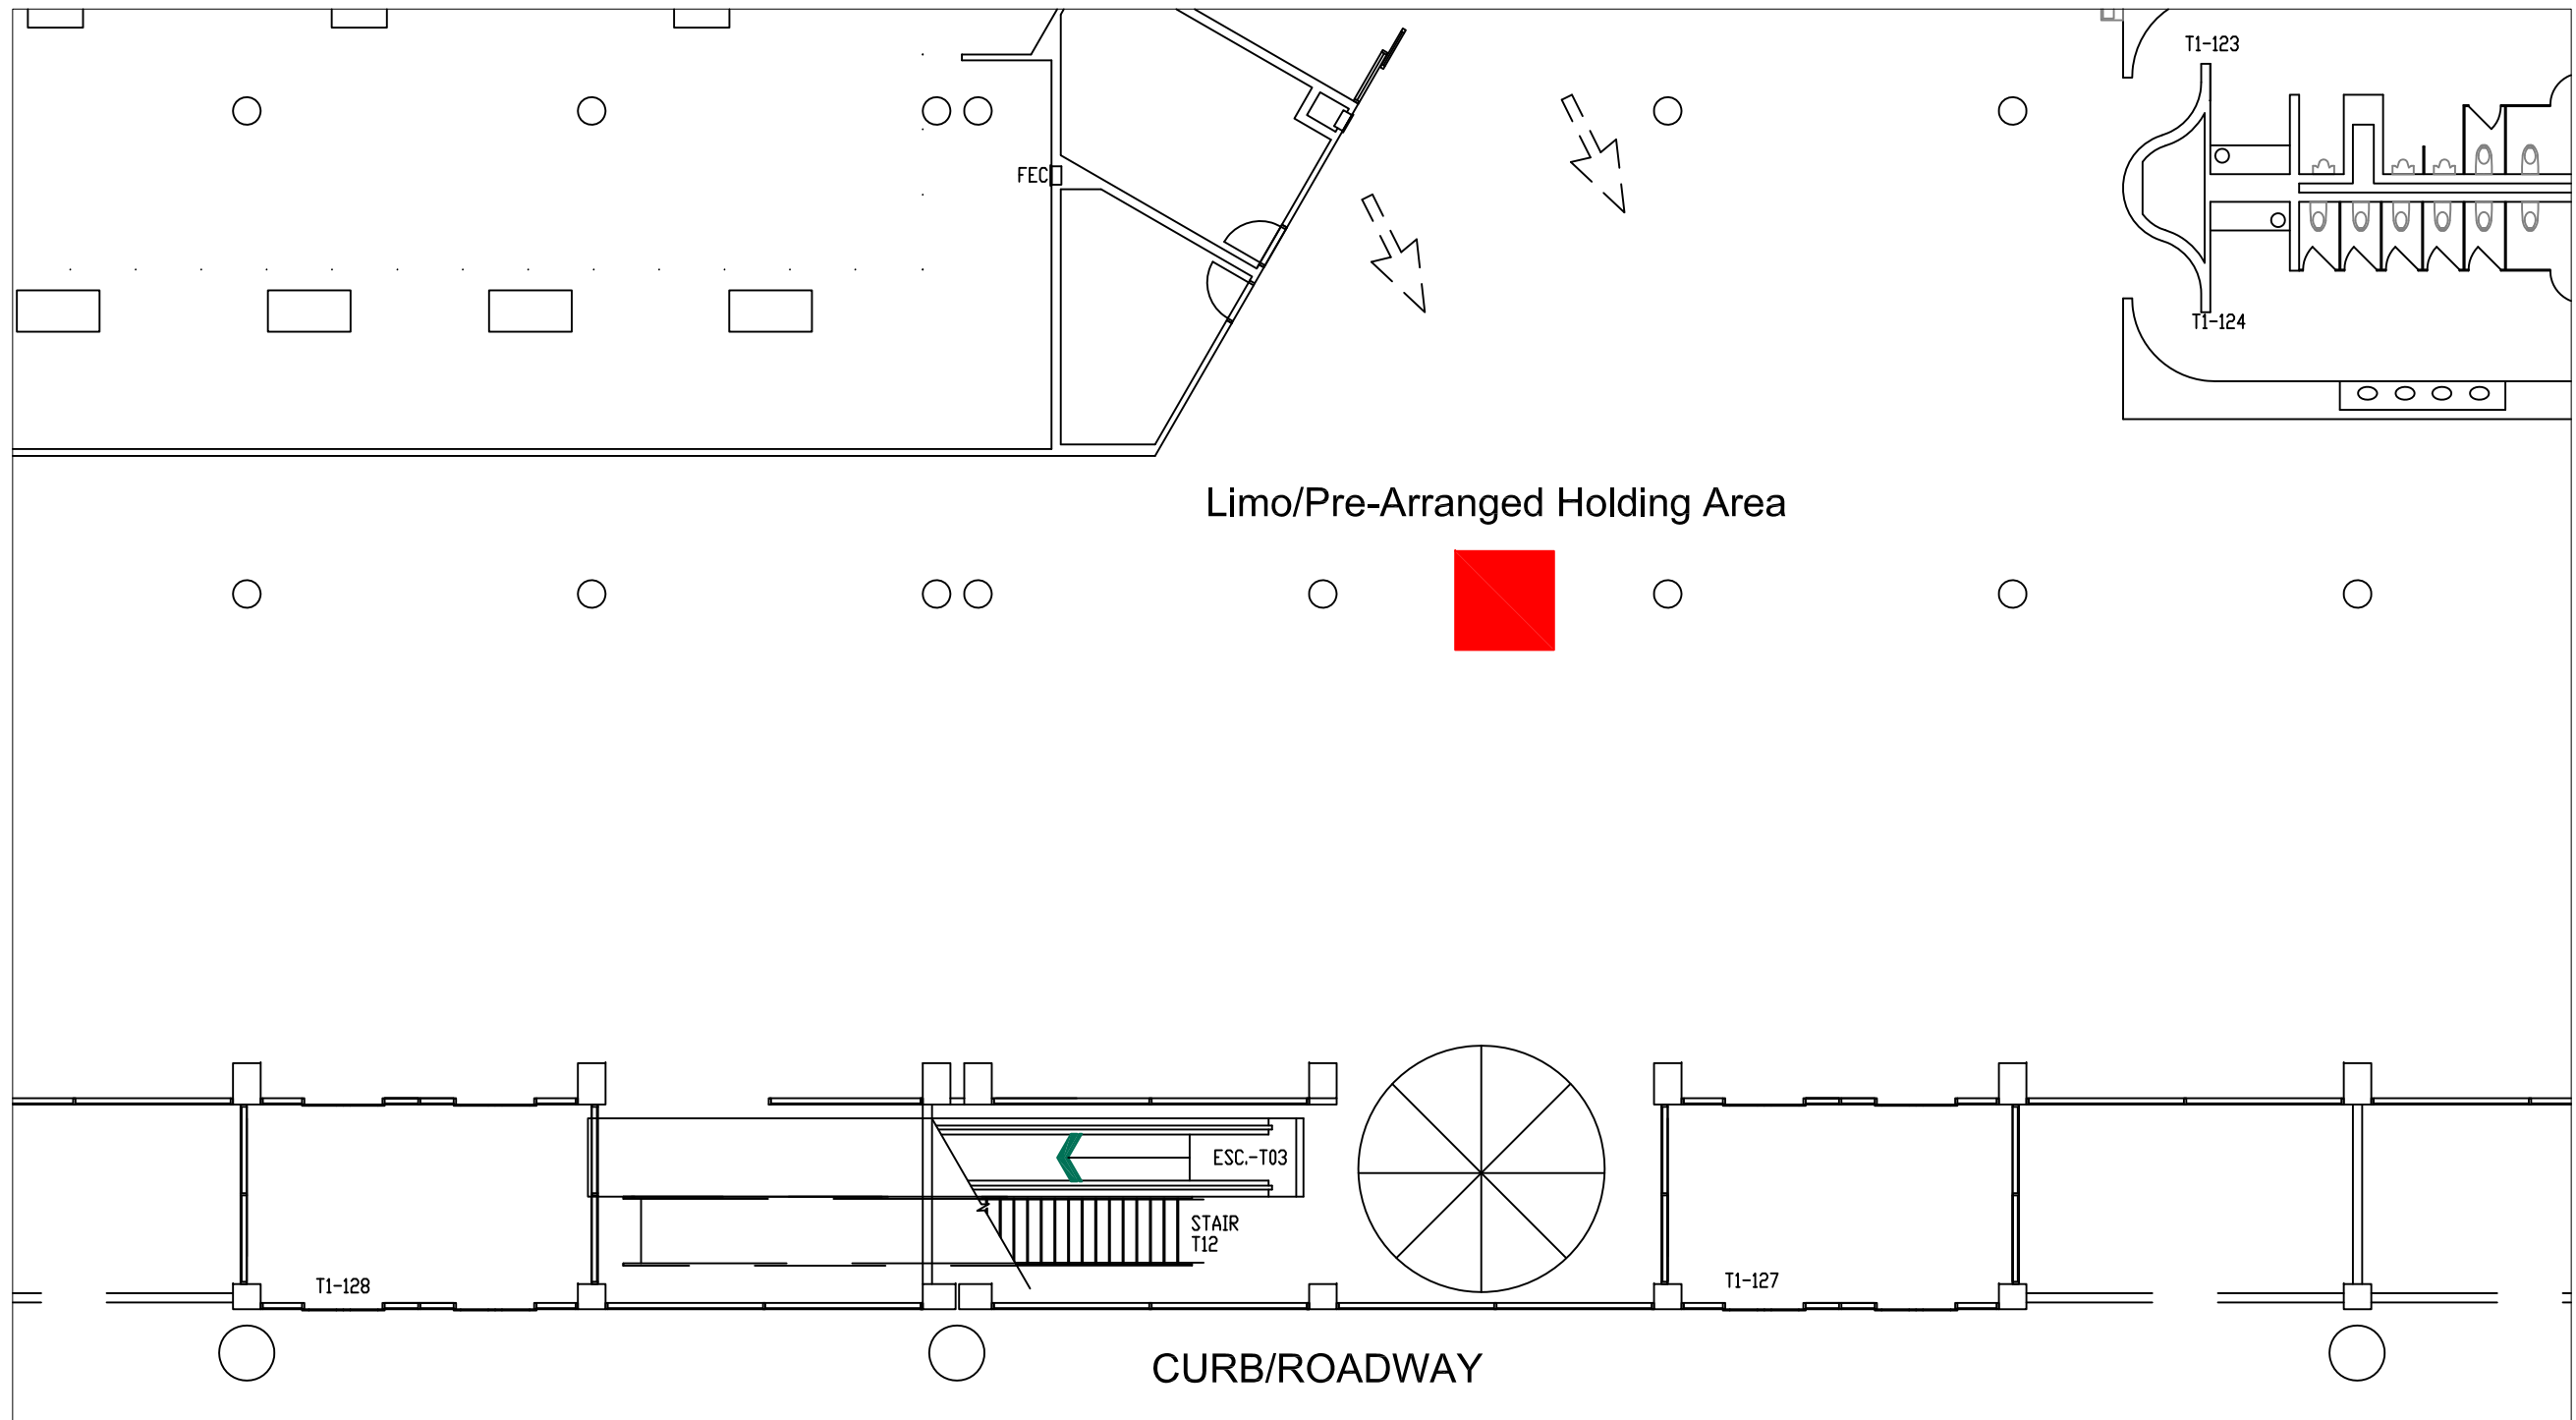 T1-123
FEC
T1-124
Limo/Pre-Arranged Holding Area
ESC.-T03
STAIR
T12
T1-128
T1-127
CURB/ROADWAY